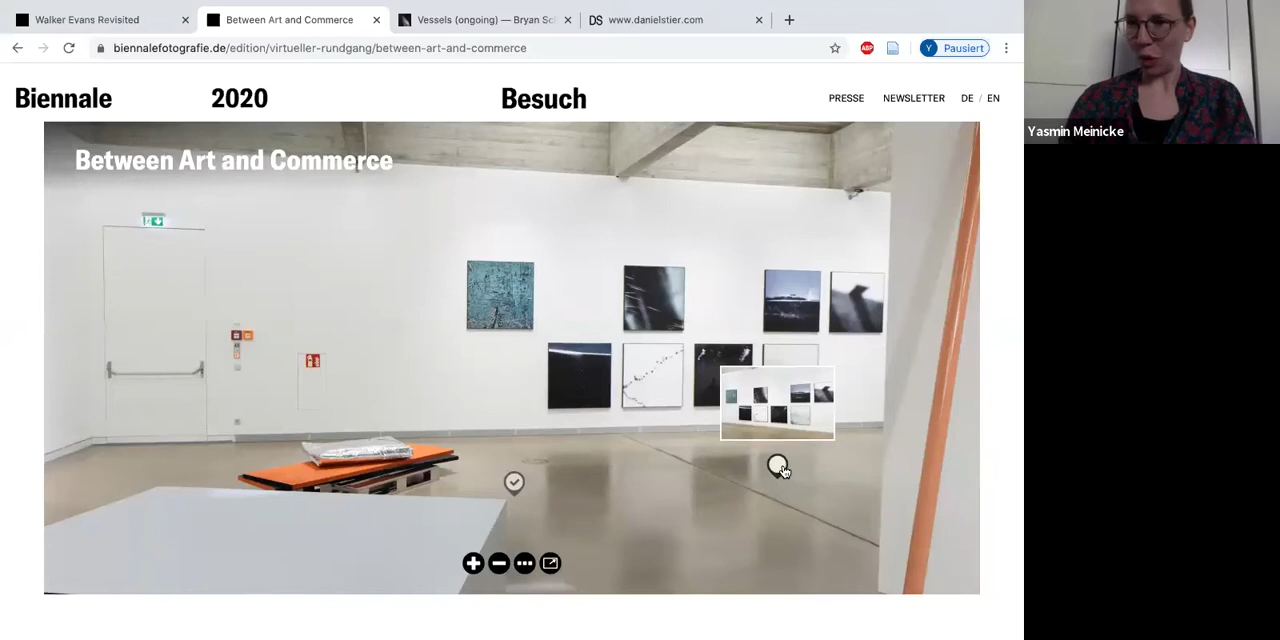 Walker Evans Revisited
Between Art and Commerce
Vessels (ongoing) — Bryan Sc
DS www.danielstier.com
biennalefotografie.de/edition/virtueller-rundgang/between-art-and-commerce
ABP
Y Pausiert
Biennale 2020 Besuch PRESSE NEWSLETTER DE / EN
Between Art and Commerce
Yasmin Meinicke